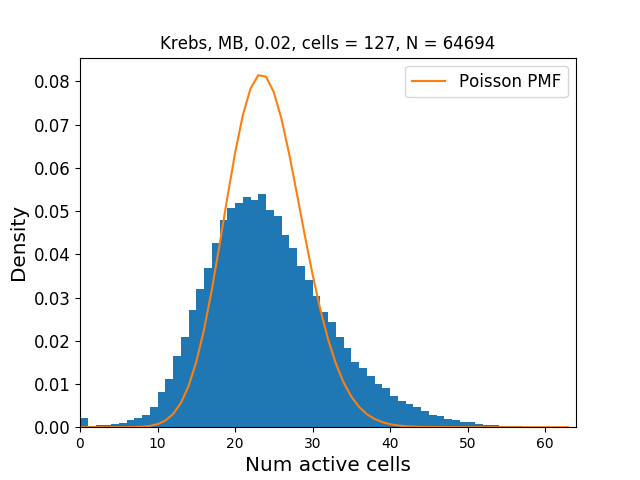 Krebs, MB, 0.02, cells = 127, N = 64694
Poisson PMF
0.08
0.07
0.06
0.05
0.04
0.03
0.02
0.01
0.00
Density
0 10 20 30 40 50 60
Num active cells